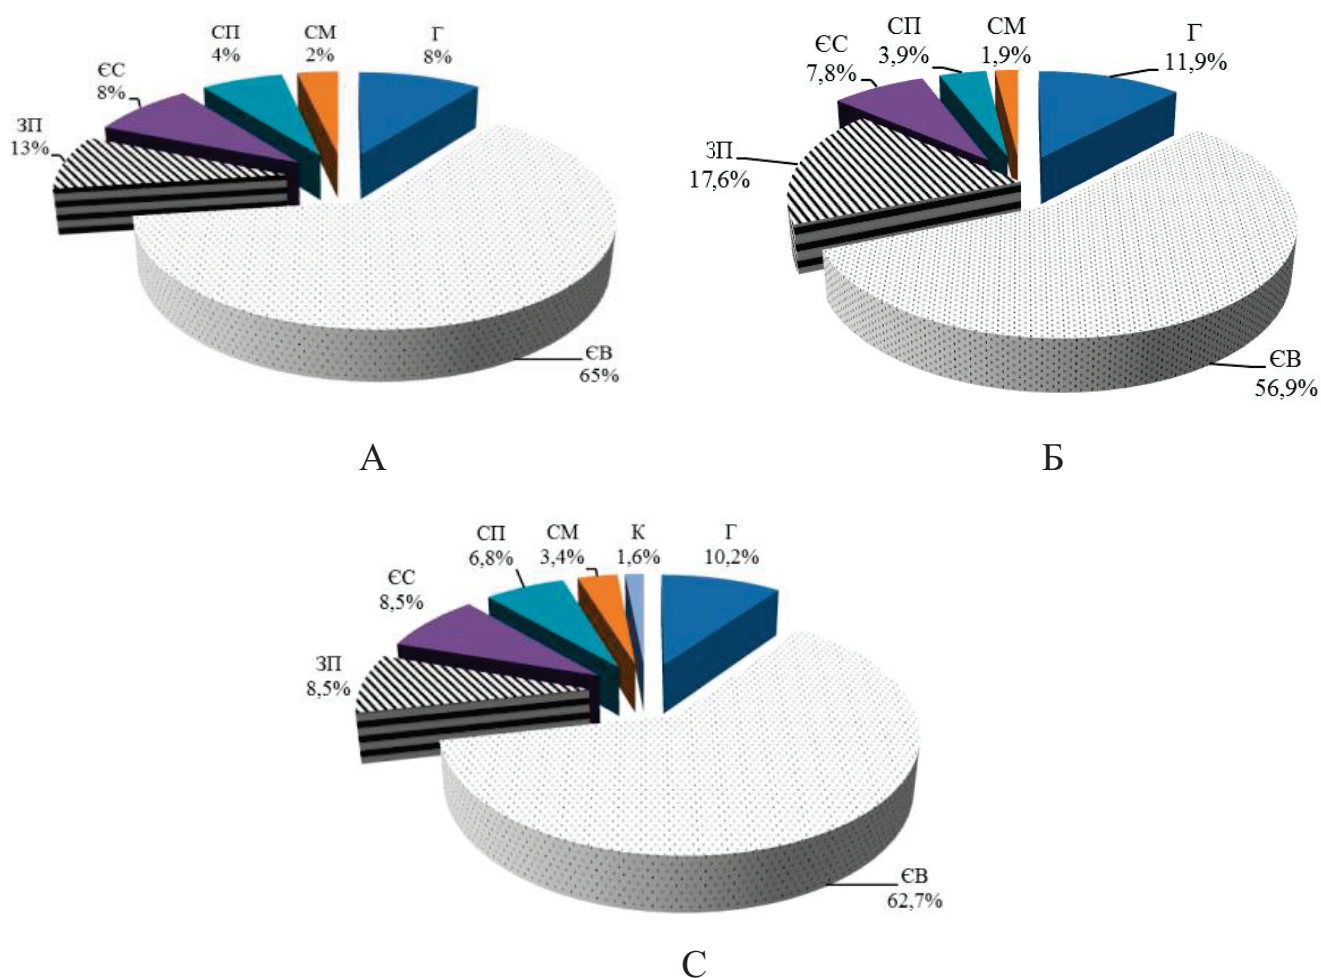 СП
4%
СМ
2%
Г
8%
ЄС
8%
ЗП
13%
ЄВ
65%
А
СП
3,9%
СМ
1,9%
Г
11,9%
ЄС
7,8%
ЗП
17,6%
ЄВ
56,9%
Б
СП
6,8%
СМ
3,4%
К
1,6%
Г
10,2%
ЄС
8,5%
ЗП
8,5%
ЄВ
62,7%
С